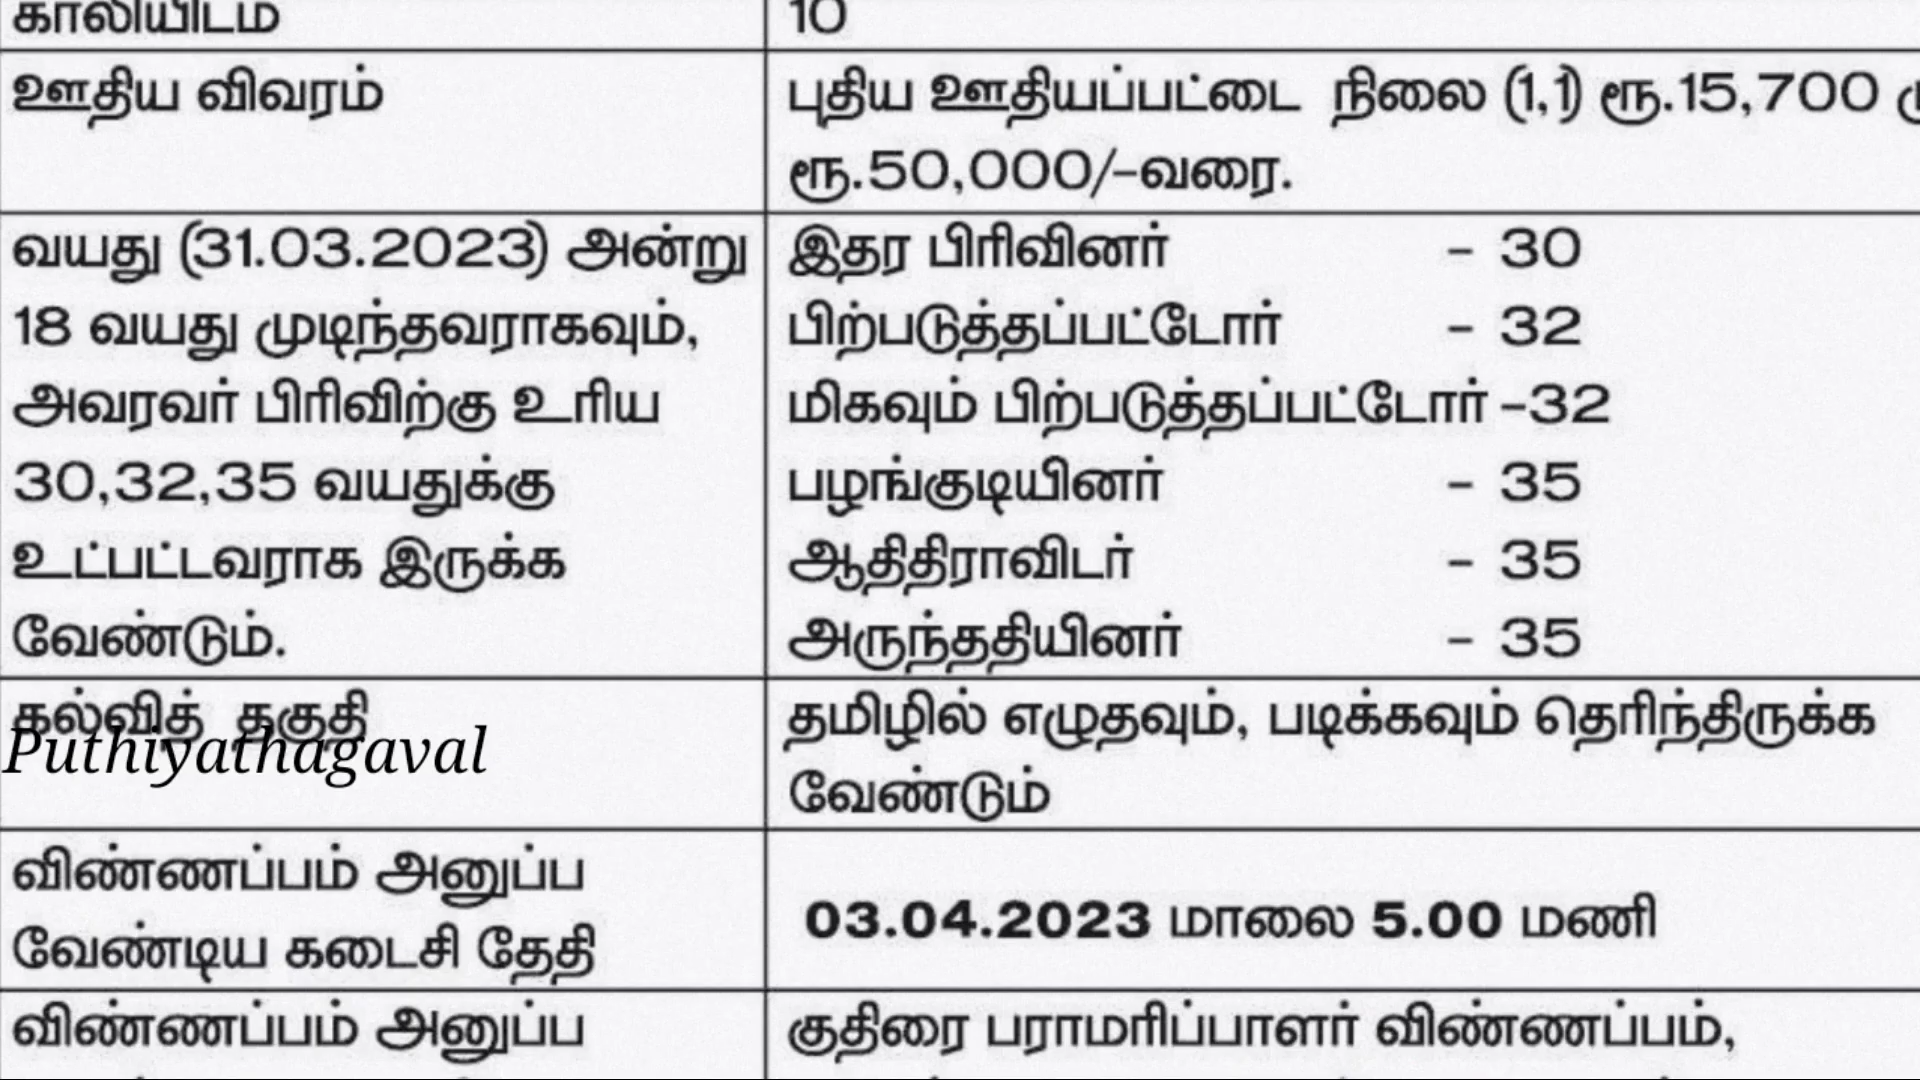 காலியிடம்
10
ஊதிய விவரம்
புதிய ஊதியப்பட்டை நிலை (1,1) ரூ.15,700
ரூ.50,000/-வரை.
வயது (31.03.2023) அன்று
18 வயது முடிந்தவராகவும்,
அவரவர் பிரிவிற்கு உரிய
30,32,35 வயதுக்கு
உட்பட்டவராக இருக்க
வேண்டும்.
இதர பிரிவினர் - 30
பிற்படுத்தப்பட்டோர் - 32
மிகவும் பிற்படுத்தப்பட்டோர் -32
பழங்குடியினர் - 35
ஆதிதிராவிடர் - 35
அருந்ததியினர் - 35
கல்வித் தகுதி
Puthiyathagaval
தமிழில் எழுதவும், படிக்கவும் தெரிந்திருக்க
வேண்டும்
விண்ணப்பம் அனுப்ப
வேண்டிய கடைசி தேதி
03.04.2023 மாலை 5.00 மணி
விண்ணப்பம் அனுப்ப
குதிரை பராமரிப்பாளர் விண்ணப்பம்,